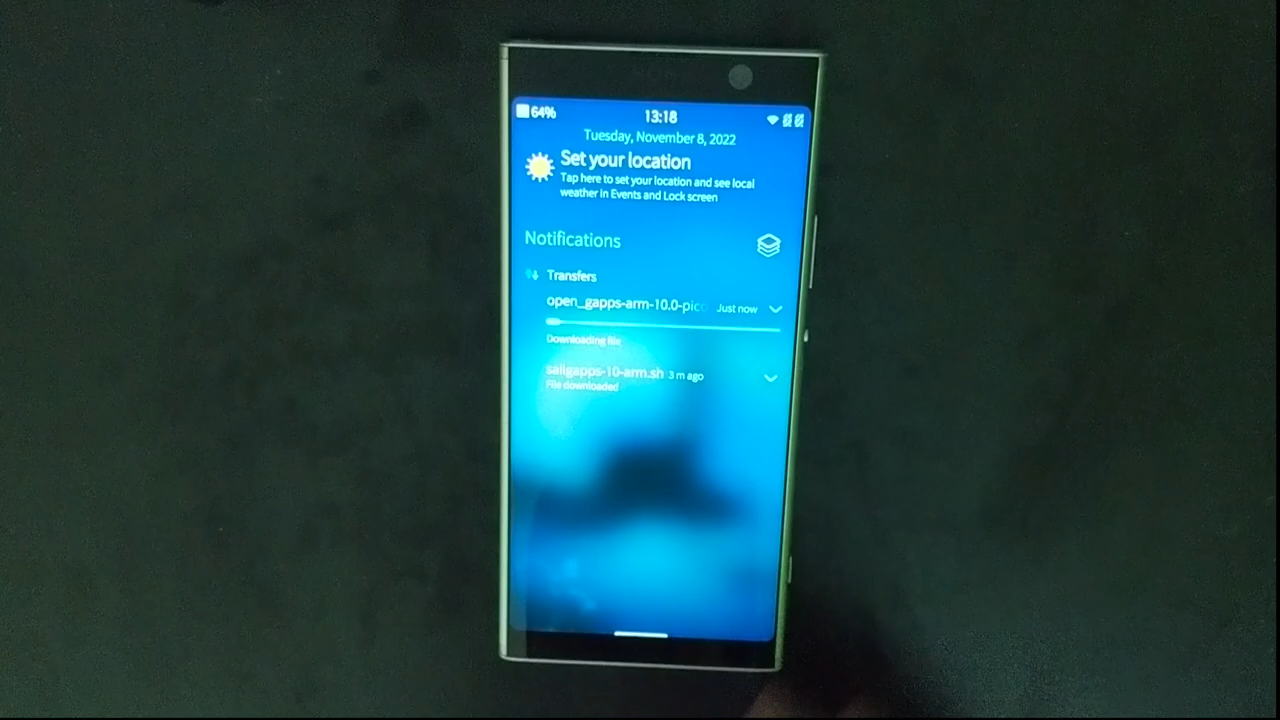 64%
13:18
Tuesday, November 8, 2022
Set your location
Tap here to set your location and see local
weather in Events and Lock screen
Notifications
Transfers
open_gapps-arm-10.0-pico Just now
Downloading file
sailgapps-10-arm.sh 3 m ago
File downloaded